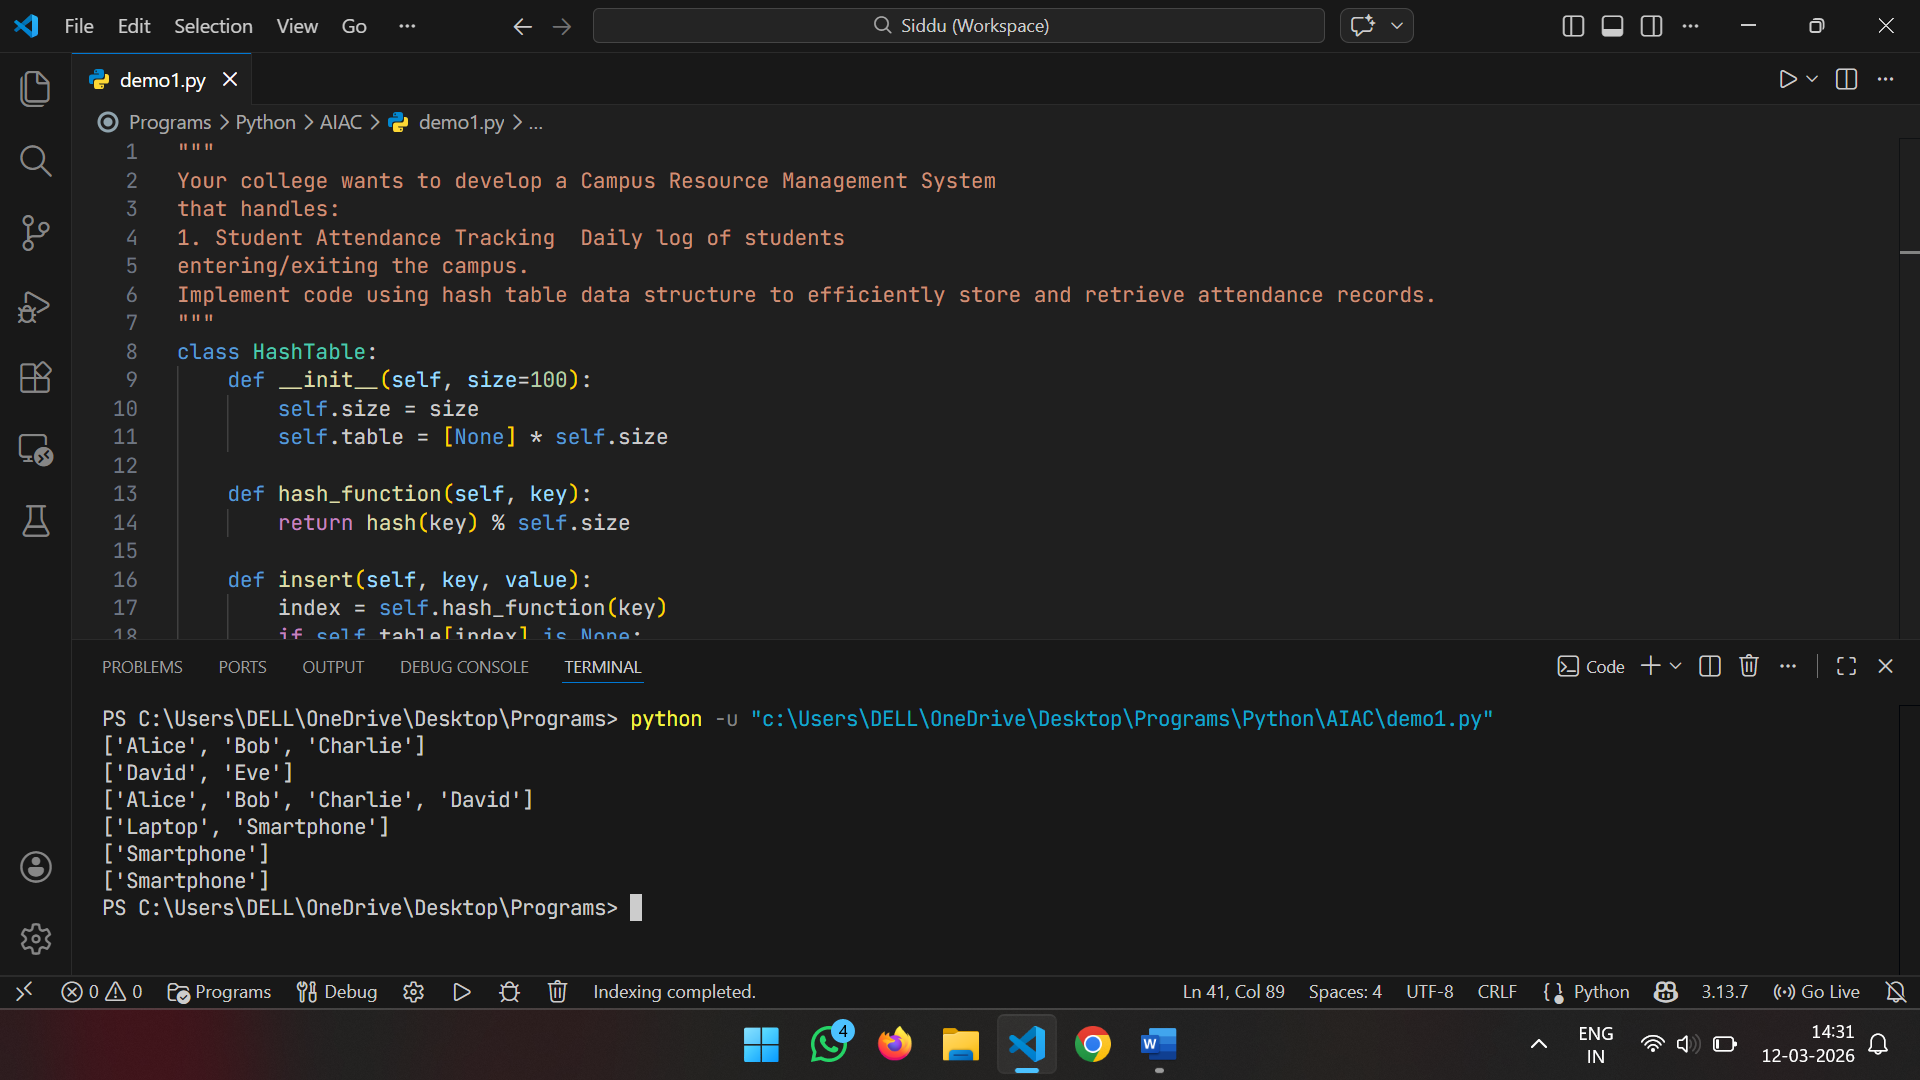 File Edit Selection View Go ··· Siddu (Workspace)
demo1.py
Programs > Python > AIAC > demo1.py > ...
1 """
2 Your college wants to develop a Campus Resource Management System
3 that handles:
4 1. Student Attendance Tracking  Daily log of students
5 entering/exiting the campus.
6 Implement code using hash table data structure to efficiently store and retrieve attendance records.
7 """
8 class HashTable:
9     def __init__(self, size=100):
10         self.size = size
11         self.table = [None] * self.size
12
13     def hash_function(self, key):
14         return hash(key) % self.size
15
16     def insert(self, key, value):
17         index = self.hash_function(key)
18         if self.table[index] is None:
PROBLEMS PORTS OUTPUT DEBUG CONSOLE TERMINAL Code
PS C:\Users\DELL\OneDrive\Desktop\Programs> python -u "c:\Users\DELL\OneDrive\Desktop\Programs\Python\AIAC\demo1.py"
['Alice', 'Bob', 'Charlie']
['David', 'Eve']
['Alice', 'Bob', 'Charlie', 'David']
['Laptop', 'Smartphone']
['Smartphone']
['Smartphone']
PS C:\Users\DELL\OneDrive\Desktop\Programs>
0 0 Programs Debug Indexing completed. Ln 41, Col 89 Spaces: 4 UTF-8 CRLF Python 3.13.7 Go Live
4
W
ENG
IN
14:31
12-03-2026